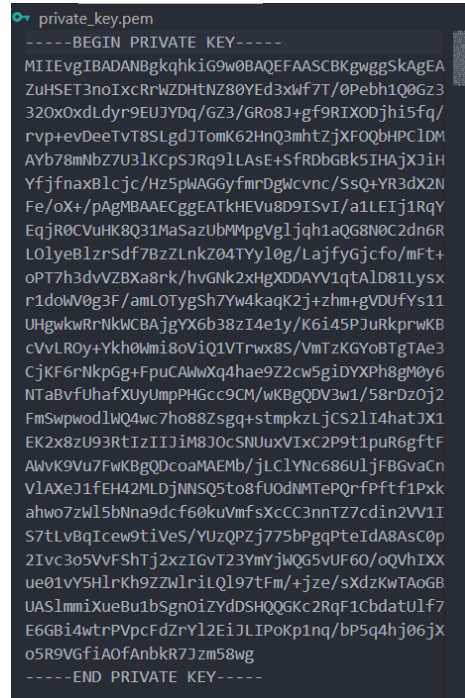 private_key.pem
-----BEGIN PRIVATE KEY-----
MIIEvgIBADANBgkqhkiG9w0BAQEFAASCBKgwggSkAgEA
ZuHSET3noIxcRrWZDHtNZ80YEd3xWf7T/0Pebh1Q0Gz3
32OxOxdLdyr9EUJYDq/GZ3/GRo8J+gf9RIXODjhi5fq/
rvp+evDeeTvT8SLgdJTomK62HnQ3mhtZjXFOQbHPClDM
AYb78mNbZ7U3lKCpSJRq9lLAsE+SfRDbGBk5IHAjXJiH
YfjfnaxBlcjc/Hz5pWAGGyfmrDgWcvnc/SsQ+YR3dX2N
Fe/oX+/pAgMBAAECggEATkHEVu8D9ISvI/a1LEIj1RqY
EqjR0CVuHK8Q31MaSazUbMMpgVgljqh1aQG8N0C2dn6R
LOlyeBlzrSdf7BzZLnkZ04TYyl0g/LajfyGjcfo/mFt+
oPT7h3dvVZBXa8rk/hvGNk2xHgXDDAYV1qtAlD81Lysx
r1doWV0g3F/amLOTygSh7Yw4kaqK2j+zhm+gVDUfYs11
UHgwkwRrNkWCBAjgYX6b38zI4e1y/K6i45PJuRkprwKB
cVvLROy+Ykh0Wmi8oViQ1VTrwx8S/VmTzKGYoBTgTAe3
CjKF6rNkpGg+FpuCAWwXq4hae9Z2cw5giDYXPh8gM0y6
NTaBvfUhafXUyUmpPHGcc9CM/wKBgQDV3w1/58rDzOj2
FmSwpwodlWQ4wc7ho88Zsgq+stmpkzLjCS2lI4hatJX1
EK2x8zU93RtIzIIJiM8JOcSNUuxVIxC2P9t1puR6gftF
AWvK9Vu7FwKBgQDcoaMAEMb/jLClYNc686UljFBGvaCn
VlAXeJ1fEH42MLDjNNSQ5to8fUOdNMTePQrfPftf1Pxk
ahwo7zWl5bNna9dcf60kuVmfsXcCC3nnTZ7cdin2VV1I
S7tLvBqIcew9tiVeS/YUzQPZj775bPgqPteIdA8AsC0p
2Ivc3o5VvFShTj2xzIGvT23YmYjWQG5vUF6O/oQVhIXX
ue01vY5HlrKh9ZZWlriLQl97tFm/+jze/sXdzKwTAoGB
UASlmmiXueBu1bSgnOiZYdDSHQQGKc2RqF1CbdatUlf7
E6GBi4wtrPVpcFdZrYl2EiJLIPoKp1nq/bP5q4hj06jX
o5R9VGfiAOfAnbkR7Jzm58wg
-----END PRIVATE KEY-----